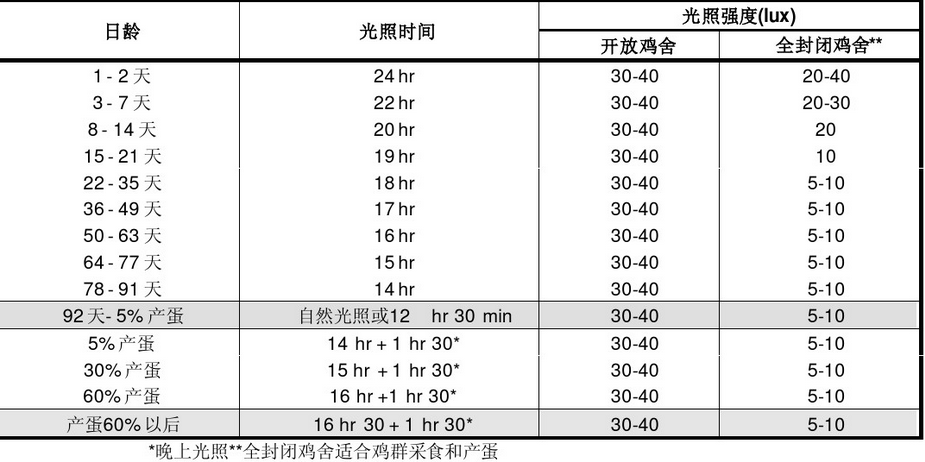 日龄 光照时间 光照强度(lux)
开放鸡舍 全封闭鸡舍**
1 - 2 天 24 hr 30-40 20-40
3 - 7 天 22 hr 30-40 20-30
8 - 14 天 20 hr 30-40 20
15 - 21 天 19 hr 30-40 10
22 - 35 天 18 hr 30-40 5-10
36 - 49 天 17 hr 30-40 5-10
50 - 63 天 16 hr 30-40 5-10
64 - 77 天 15 hr 30-40 5-10
78 - 91 天 14 hr 30-40 5-10
92 天- 5% 产蛋 自然光照或12 hr 30 min 30-40 5-10
5% 产蛋 14 hr + 1 hr 30* 30-40 5-10
30% 产蛋 15 hr + 1 hr 30* 30-40 5-10
60% 产蛋 16 hr +1 hr 30* 30-40 5-10
产蛋60% 以后 16 hr 30 + 1 hr 30* 30-40 5-10
*晚上光照**全封闭鸡舍适合鸡群采食和产蛋